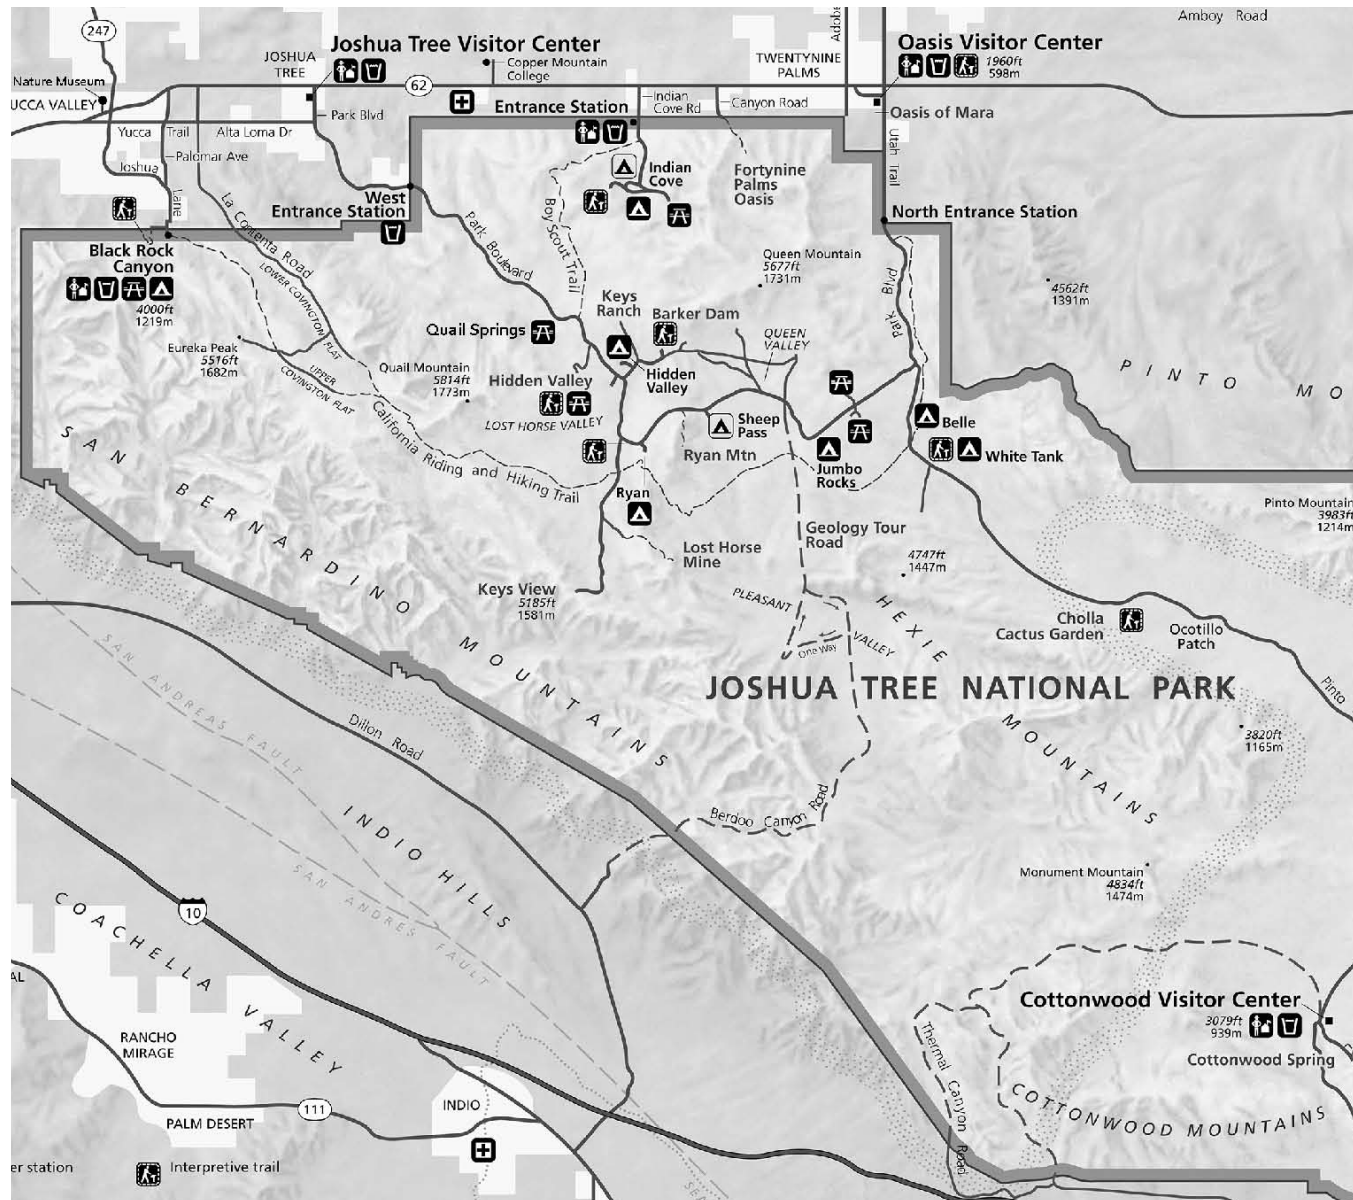 247
Amboy Road
Joshua Tree Visitor Center
Oasis Visitor Center
1960ft
598m
JOSHUA
TREE
Copper Mountain
College
TWENTYNINE
PALMS
Adobe
Nature Museum
UCCA VALLEY
62
Entrance Station
Indian
Cove Rd
Canyon Road
Oasis of Mara
Park Blvd
Yucca Trail
Alta Loma Dr
Palomar Ave
Joshua
Lane
Utah Trail
Indian
Cove
Fortynine
Palms
Oasis
West
Entrance Station
La Contenta Road
Boy Scout Trail
Park Boulevard
North Entrance Station
Black Rock
Canyon
4000ft
1219m
LOWER COVINGTON FLAT
Queen Mountain
5677ft
1731m
4562ft
1391m
Park Blvd
Keys
Ranch
Barker Dam
Quail Springs
QUEEN
VALLEY
Eureka Peak
5516ft
1682m
UPPER
COVINGTON FLAT
Quail Mountain
5814ft
1773m
Hidden Valley
LOST HORSE VALLEY
Hidden
Valley
PINTO MO
Sheep
Pass
Belle
White Tank
Ryan Mtn
Jumbo
Rocks
California Riding and Hiking Trail
SAN BERNARDINO MOUNTAINS
Ryan
Pinto Mountain
3983ft
1214m
Geology Tour
Road
Lost Horse
Mine
4747ft
1447m
Keys View
5185ft
1581m
PLEASANT
VALLEY
One Way
HEXIE
MOUNTAINS
Cholla
Cactus Garden
Ocotillo
Patch
Pinto
JOSHUA TREE NATIONAL PARK
SAN ANDREAS FAULT
Dillon Road
3820ft
1165m
Berdoo Canyon Road
INDIO HILLS
SAN ANDRES FAULT
Monument Mountain
4834ft
1474m
10
COACHELLA VALLEY
Cottonwood Visitor Center
3079ft
939m
Cottonwood Spring
Thermal Canyon Road
COTTONWOOD MOUNTAINS
AL
RANCHO
MIRAGE
PALM DESERT
111
INDIO
er station
Interpretive trail